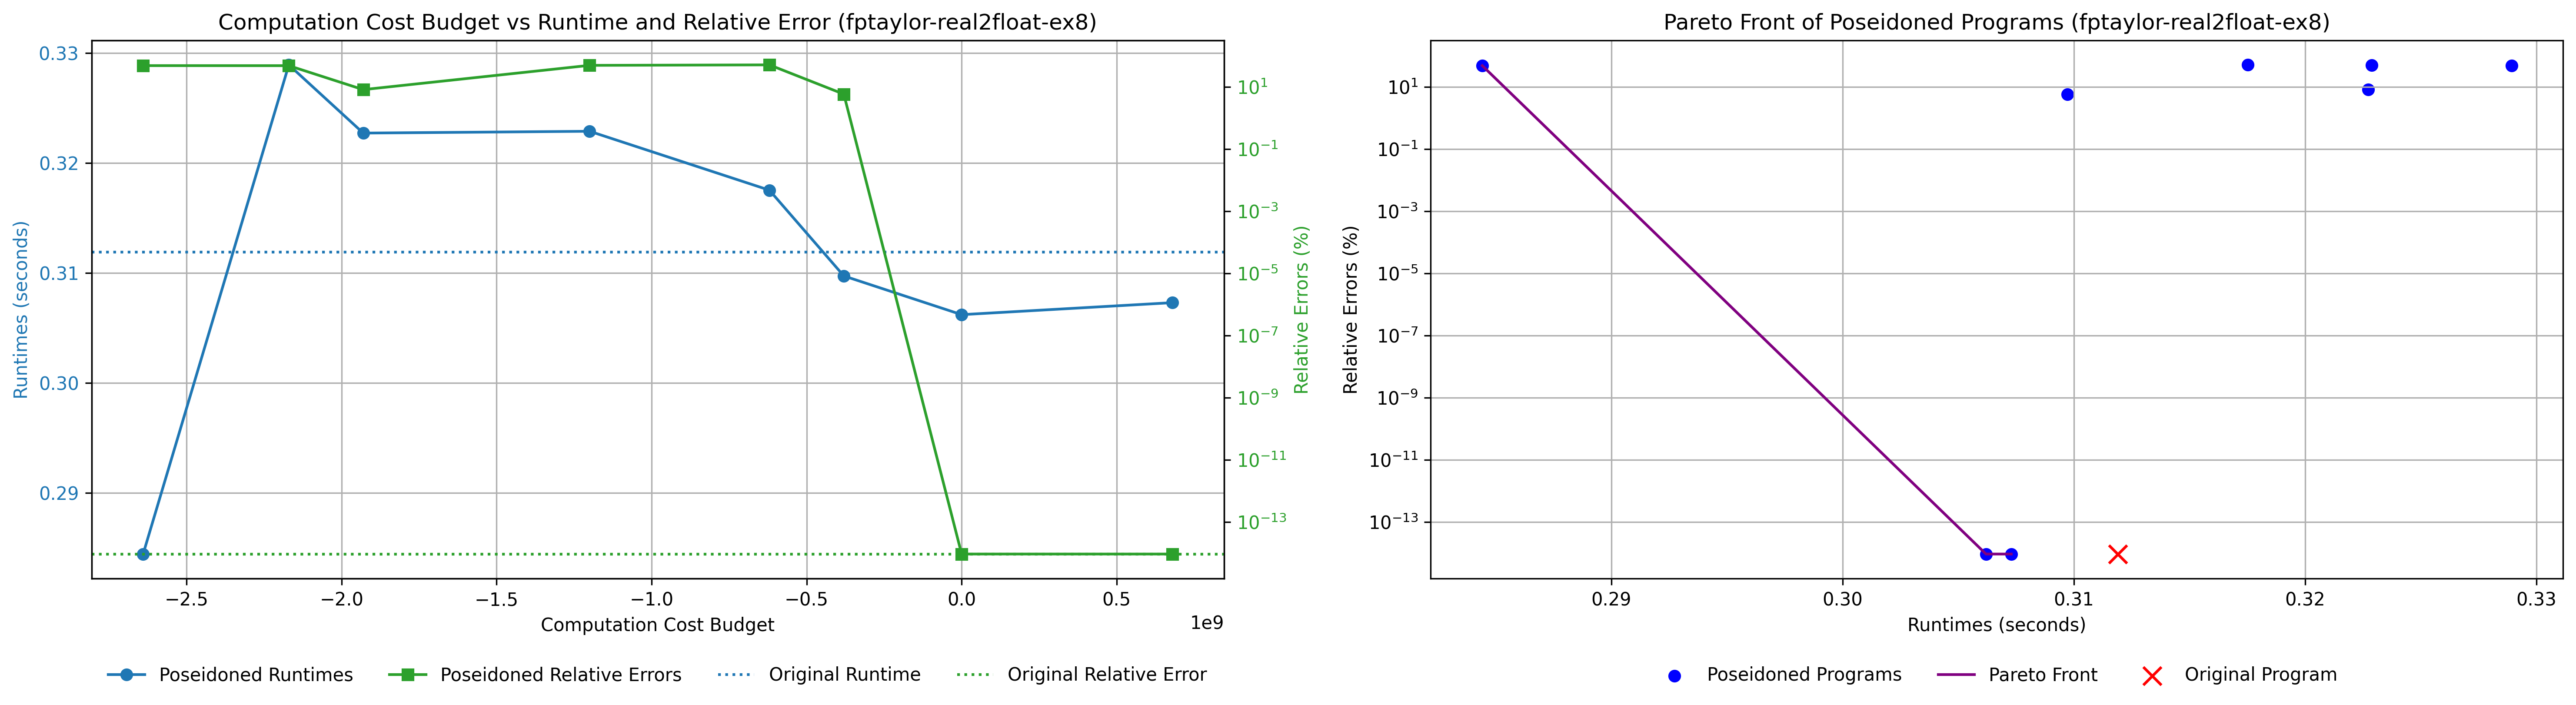 Computation Cost Budget vs Runtime and Relative Error (fptaylor-real2float-ex8)
Runtimes (seconds)
0.33
0.32
0.31
0.30
0.29
10¹
10⁻¹
10⁻³
10⁻⁵
10⁻⁷
10⁻⁹
10⁻¹¹
10⁻¹³
Relative Errors (%)
−2.5 −2.0 −1.5 −1.0 −0.5 0.0 0.5
1e9
Computation Cost Budget
Poseidoned Runtimes Poseidoned Relative Errors Original Runtime Original Relative Error
Pareto Front of Poseidoned Programs (fptaylor-real2float-ex8)
Relative Errors (%)
10¹
10⁻¹
10⁻³
10⁻⁵
10⁻⁷
10⁻⁹
10⁻¹¹
10⁻¹³
0.29 0.30 0.31 0.32 0.33
Runtimes (seconds)
Poseidoned Programs Pareto Front Original Program